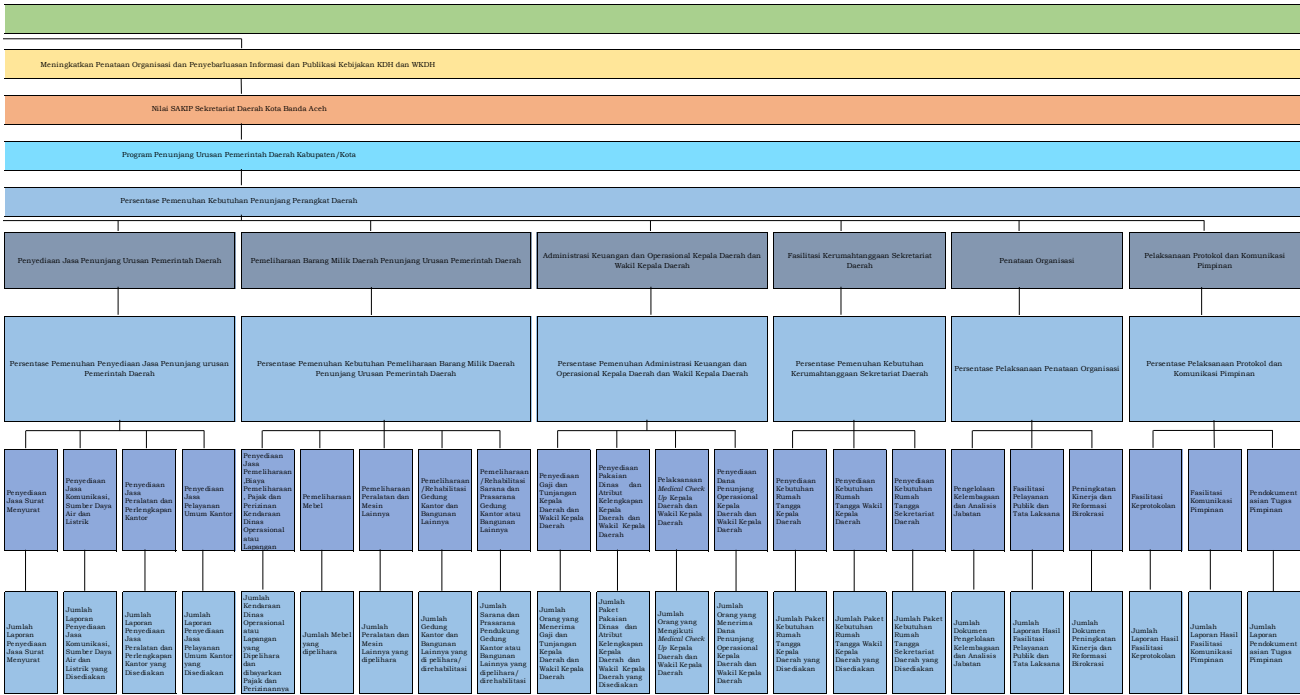 Meningkatkan Penataan Organisasi dan Penyebarluasan Informasi dan Publikasi Kebijakan KDH dan WKDH
Nilai SAKIP Sekretariat Daerah Kota Banda Aceh
Program Penunjang Urusan Pemerintah Daerah Kabupaten/Kota
Persentase Pemenuhan Kebutuhan Penunjang Perangkat Daerah
Penyediaan Jasa Penunjang Urusan Pemerintah Daerah
Pemeliharaan Barang Milik Daerah Penunjang Urusan Pemerintah Daerah
Administrasi Keuangan dan Operasional Kepala Daerah dan
Wakil Kepala Daerah
Fasilitasi Kerumahtanggaan Sekretariat
Daerah
Penataan Organisasi
Pelaksanaan Protokol dan Komunikasi
Pimpinan
Persentase Pemenuhan Penyediaan Jasa Penunjang urusan
Pemerintah Daerah
Persentase Pemenuhan Kebutuhan Pemeliharaan Barang Milik Daerah
Penunjang Urusan Pemerintah Daerah
Persentase Pemenuhan Administrasi Keuangan dan
Operasional Kepala Daerah dan Wakil Kepala Daerah
Persentase Pemenuhan Kebutuhan
Kerumahtanggaan Sekretariat Daerah
Persentase Pelaksanaan Penataan Organisasi
Persentase Pelaksanaan Protokol dan
Komunikasi Pimpinan
Penyediaan
Jasa Surat
Menyurat
Penyediaan
Jasa
Komunikasi,
Sumber Daya
Air dan
Listrik
Penyediaan
Jasa
Peralatan dan
Perlengkapan
Kantor
Penyediaan
Jasa
Pelayanan
Umum Kantor
Penyediaan
Jasa
Pemeliharaan
,Biaya
Pemeliharaan
, Pajak dan
Perizinan
Kendaraan
Dinas
Operasional
atau
Lapangan
Pemeliharaan
Mebel
Pemeliharaan
Peralatan dan
Mesin
Lainnya
Pemeliharaan
/Rehabilitasi
Gedung
Kantor dan
Bangunan
Lainnya
Pemeliharaan
/Rehabilitasi
Sarana dan
Prasarana
Gedung
Kantor atau
Bangunan
Lainnya
Penyediaan
Gaji dan
Tunjangan
Kepala
Daerah dan
Wakil Kepala
Daerah
Penyediaan
Pakaian
Dinas dan
Atribut
Kelengkapan
Kepala
Daerah dan
Wakil Kepala
Daerah
Pelaksanaan
Medical Check
Up Kepala
Daerah dan
Wakil Kepala
Daerah
Penyediaan
Dana
Penunjang
Operasional
Kepala
Daerah dan
Wakil Kepala
Daerah
Penyediaan
Kebutuhan
Rumah
Tangga
Kepala
Daerah
Penyediaan
Kebutuhan
Rumah
Tangga Wakil
Kepala
Daerah
Penyediaan
Kebutuhan
Rumah
Tangga
Sekretariat
Daerah
Pengelolaan
Kelembagaan
dan Analisis
Jabatan
Fasilitasi
Pelayanan
Publik dan
Tata Laksana
Peningkatan
Kinerja dan
Reformasi
Birokrasi
Fasilitasi
Keprotokolan
Fasilitasi
Komunikasi
Pimpinan
Pendokument
asian Tugas
Pimpinan
Jumlah
Laporan
Penyediaan
Jasa Surat
Menyurat
Jumlah
Laporan
Penyediaan
Jasa
Komunikasi,
Sumber Daya
Air dan
Listrik yang
Disediakan
Jumlah
Laporan
Penyediaan
Jasa
Peralatan dan
Perlengkapan
Kantor yang
Disediakan
Jumlah
Laporan
Penyediaan
Jasa
Pelayanan
Umum Kantor
yang
Disediakan
Jumlah
Kendaraan
Dinas
Operasional
atau
Lapangan
yang
Dipelihara
dan
dibayarkan
Pajak dan
Perizinannya
Jumlah Mebel
yang
dipelihara
Jumlah
Peralatan dan
Mesin
Lainnya yang
dipelihara
Jumlah
Gedung
Kantor dan
Bangunan
Lainnya yang
di pelihara/
direhabilitasi
Jumlah
Sarana dan
Prasarana
Pendukung
Gedung
Kantor atau
Bangunan
Lainnya yang
dipelihara/
direhabilitasi
Jumlah
Orang yang
Menerima
Gaji dan
Tunjangan
Kepala
Daerah dan
Wakil Kepala
Daerah
Jumlah
Paket
Pakaian
Dinas dan
Atribut
Kelengkapan
Kepala
Daerah dan
Wakil Kepala
Daerah yang
Disediakan
Jumlah
Orang yang
Mengikuti
Medical Check
Up Kepala
Daerah dan
Wakil Kepala
Daerah
Jumlah
Orang yang
Menerima
Dana
Penunjang
Operasional
Kepala
Daerah dan
Wakil Kepala
Daerah
Jumlah Paket
Kebutuhan
Rumah
Tangga
Kepala
Daerah yang
Disediakan
Jumlah Paket
Kebutuhan
Rumah
Tangga Wakil
Kepala
Daerah yang
Disediakan
Jumlah Paket
Kebutuhan
Rumah
Tangga
Sekretariat
Daerah yang
Disediakan
Jumlah
Dokumen
Pengelolaan
Kelembagaan
dan Analisis
Jabatan
Jumlah
Laporan Hasil
Fasilitasi
Pelayanan
Publik dan
Tata Laksana
Jumlah
Dokumen
Peningkatan
Kinerja dan
Reformasi
Birokrasi
Jumlah
Laporan Hasil
Fasilitasi
Keprotokolan
Jumlah
Laporan Hasil
Fasilitasi
Komunikasi
Pimpinan
Jumlah
Laporan
Pendokument
asian Tugas
Pimpinan